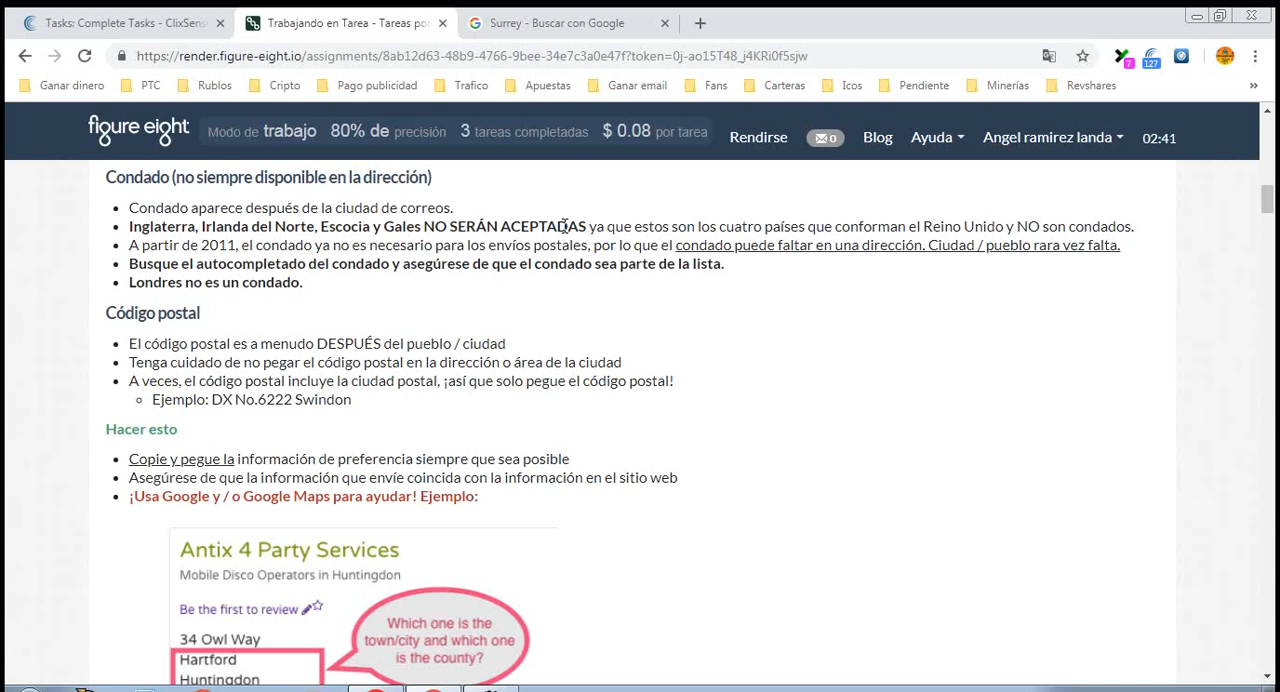 Tasks: Complete Tasks - ClixSens
Trabajando en Tarea - Tareas por
Surrey - Buscar con Google
https://render.figure-eight.io/assignments/8ab12d63-48b9-4766-9bee-34e7c3a0e47f?token=0j-ao15T48_j4KRi0f5sjw
7
127
Ganar dinero
PTC
Rublos
Cripto
Pago publicidad
Trafico
Apuestas
Ganar email
Fans
Carteras
Icos
Pendiente
Minerías
Revshares
»
figure eight
Modo de trabajo 80% de precisión 3 tareas completadas $ 0.08 por tarea
Rendirse
0
Blog
Ayuda
Angel ramirez landa
02:41
Condado (no siempre disponible en la dirección)
• Condado aparece después de la ciudad de correos.
• Inglaterra, Irlanda del Norte, Escocia y Gales NO SERÁN ACEPTADAS ya que estos son los cuatro países que conforman el Reino Unido y NO son condados.
• A partir de 2011, el condado ya no es necesario para los envíos postales, por lo que el condado puede faltar en una dirección. Ciudad / pueblo rara vez falta.
• Busque el autocompletado del condado y asegúrese de que el condado sea parte de la lista.
• Londres no es un condado.
Código postal
• El código postal es a menudo DESPUÉS del pueblo / ciudad
• Tenga cuidado de no pegar el código postal en la dirección o área de la ciudad
• A veces, el código postal incluye la ciudad postal, ¡así que solo pegue el código postal!
Ejemplo: DX No.6222 Swindon
Hacer esto
• Copie y pegue la información de preferencia siempre que sea posible
• Asegúrese de que la información que envíe coincida con la información en el sitio web
• ¡Usa Google y / o Google Maps para ayudar! Ejemplo:
Antix 4 Party Services
Mobile Disco Operators in Huntingdon
Be the first to review
34 Owl Way
Hartford
Huntingdon
Which one is the
town/city and which one
is the county?